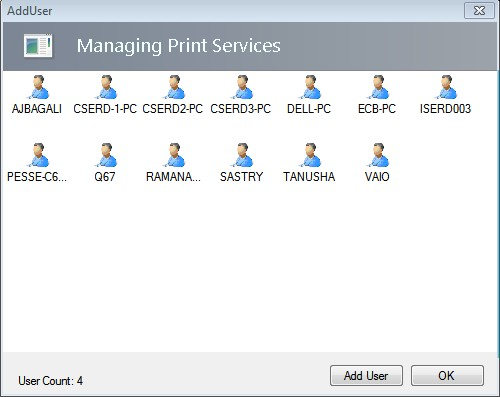 AddUser
Managing Print Services
AJBAGALI CSERD-1-PC CSERD2-PC CSERD3-PC DELL-PC ECB-PC ISERD003
PESSE-C6... Q67 RAMANA... SASTRY TANUSHA VAIO
User Count: 4 Add User OK